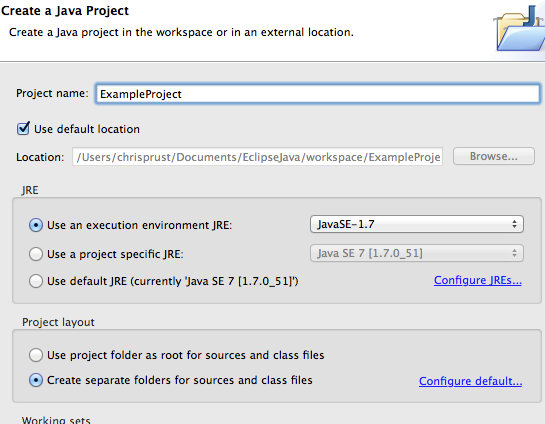 Create a Java Project
Create a Java project in the workspace or in an external location.
Project name: ExampleProject
Use default location
Location: /Users/chrisprust/Documents/EclipseJava/workspace/ExampleProje Browse...
JRE
Use an execution environment JRE: JavaSE-1.7
Use a project specific JRE: Java SE 7 [1.7.0_51]
Use default JRE (currently 'Java SE 7 [1.7.0_51]') Configure JREs...
Project layout
Use project folder as root for sources and class files
Create separate folders for sources and class files Configure default...
Working sets